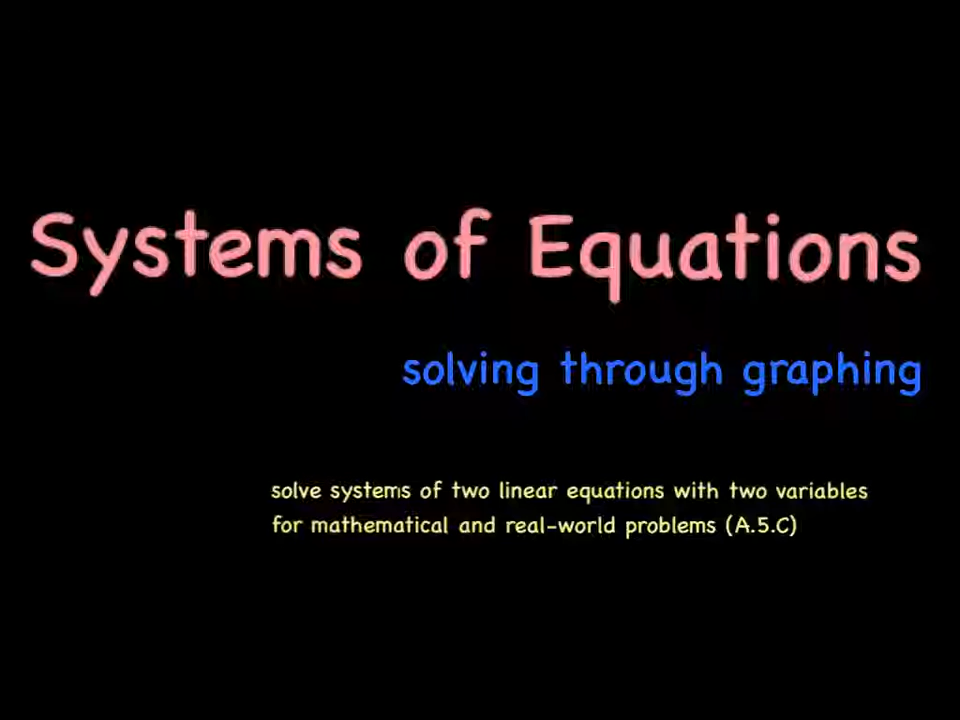 Systems of Equations
solving through graphing
solve systems of two linear equations with two variables
for mathematical and real-world problems (A.5.C)